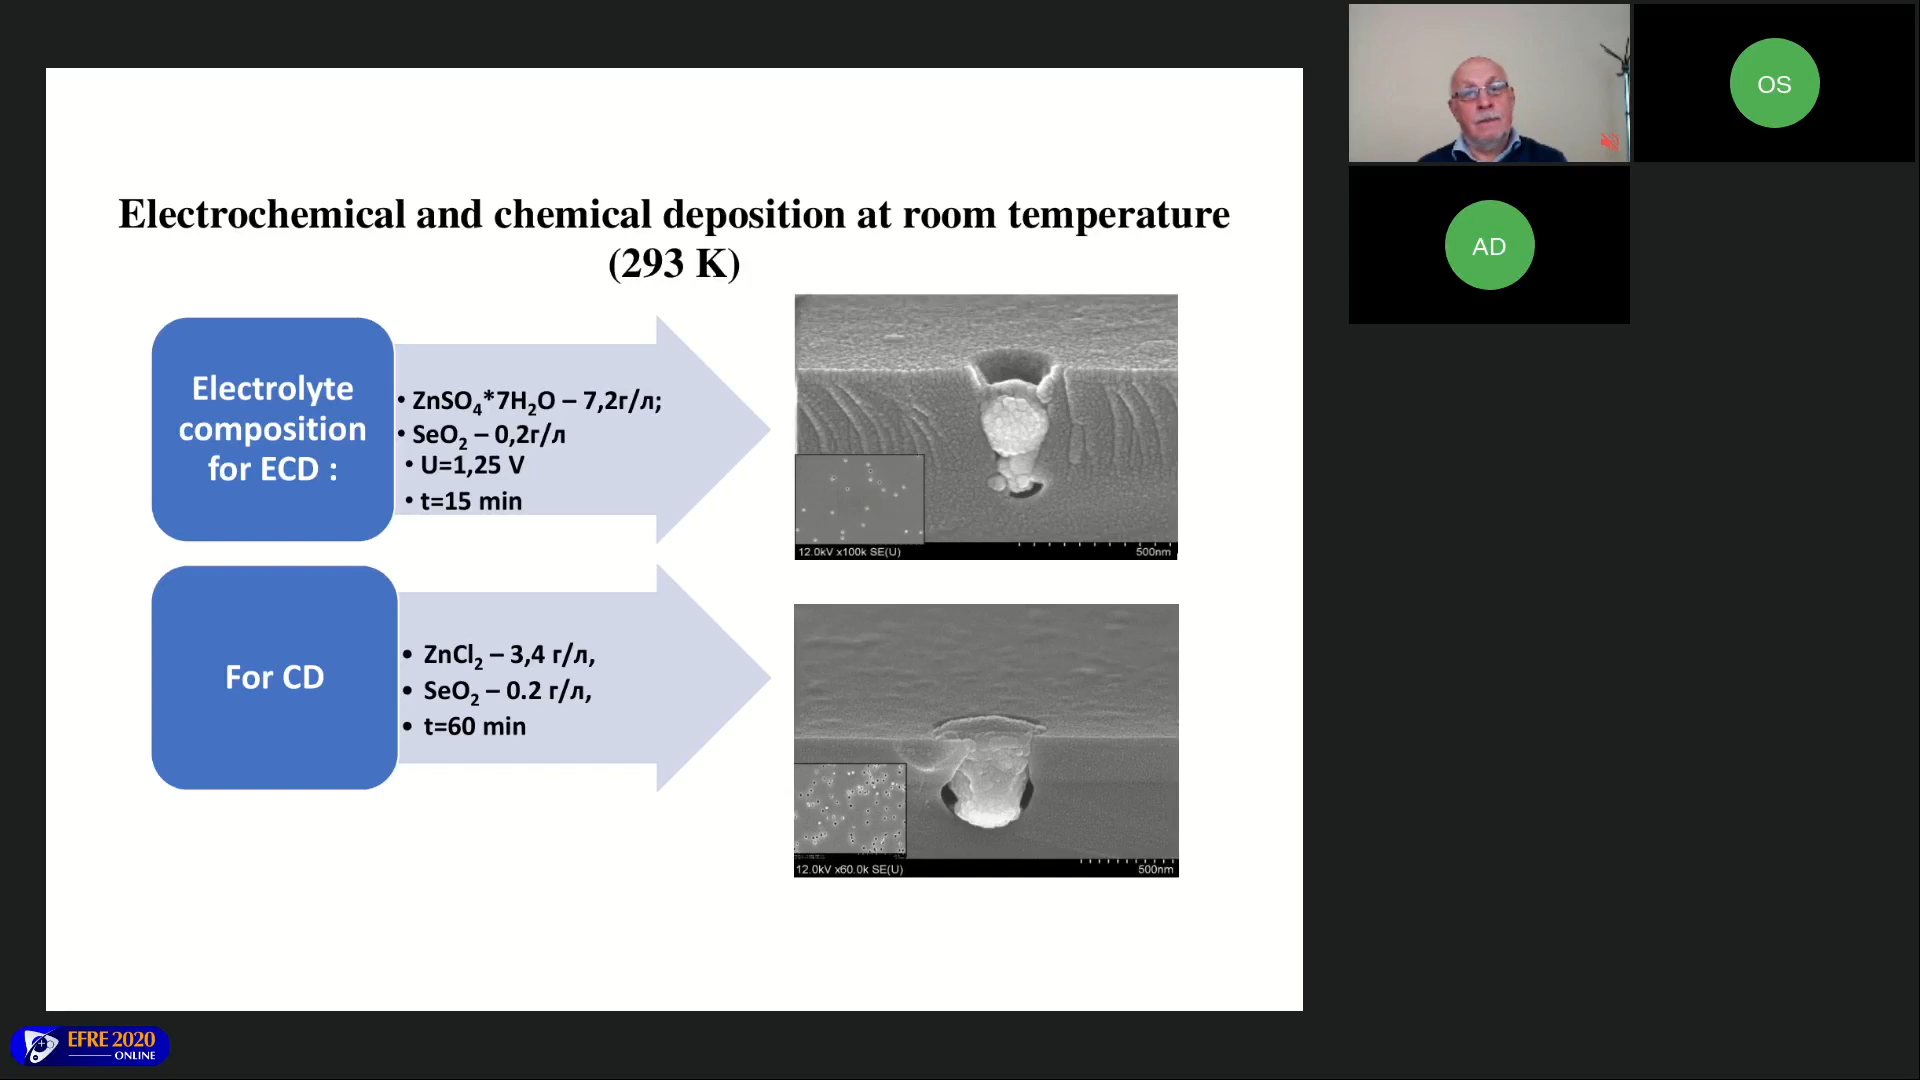 Electrochemical and chemical deposition at room temperature
(293 K)
Electrolyte
composition
for ECD :
• ZnSO₄*7H₂O – 7,2г/л;
• SeO₂ – 0,2г/л
• U=1,25 V
• t=15 min
12.0kV x100k SE(U)
500nm
For CD
• ZnCl₂ – 3,4 г/л,
• SeO₂ – 0.2 г/л,
• t=60 min
12.0kV x60.0k SE(U)
500nm
OS
AD
EFRE 2020
ONLINE